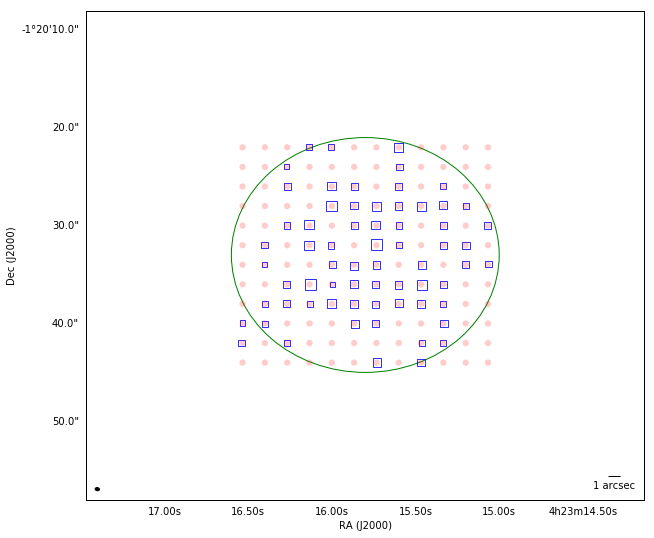 -1°20'10.0"
20.0"
30.0"
40.0"
50.0"
Dec (J2000)
1 arcsec
17.00s 16.50s 16.00s 15.50s 15.00s 4h23m14.50s
RA (J2000)